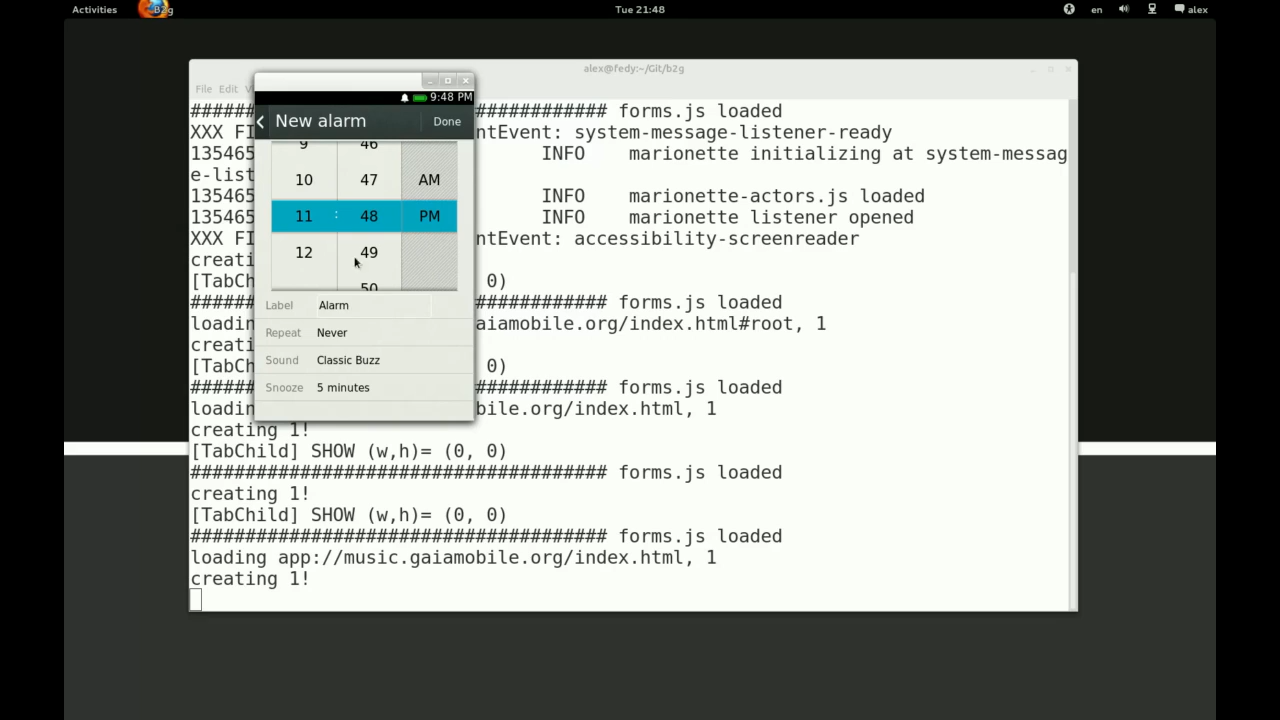 Activities B2g Tue 21:48 en alex
alex@fedy:~/Git/b2g
File Edit V
9:48 PM
New alarm Done
9 46
10 47 AM
11 : 48 PM
12 49
50
Label Alarm
Repeat Never
Sound Classic Buzz
Snooze 5 minutes
############ forms.js loaded
XXX FI ntEvent: system-message-listener-ready
135465 INFO marionette initializing at system-messag
e-list
135465 INFO marionette-actors.js loaded
135465 INFO marionette listener opened
XXX FI ntEvent: accessibility-screenreader
creati
[TabCh 0)
##### ############ forms.js loaded
loadin aiamobile.org/index.html#root, 1
creati
[TabCh 0)
##### ############ forms.js loaded
loadin bile.org/index.html, 1
creating 1!
[TabChild] SHOW (w,h)= (0, 0)
###################################### forms.js loaded
creating 1!
[TabChild] SHOW (w,h)= (0, 0)
###################################### forms.js loaded
loading app://music.gaiamobile.org/index.html, 1
creating 1!